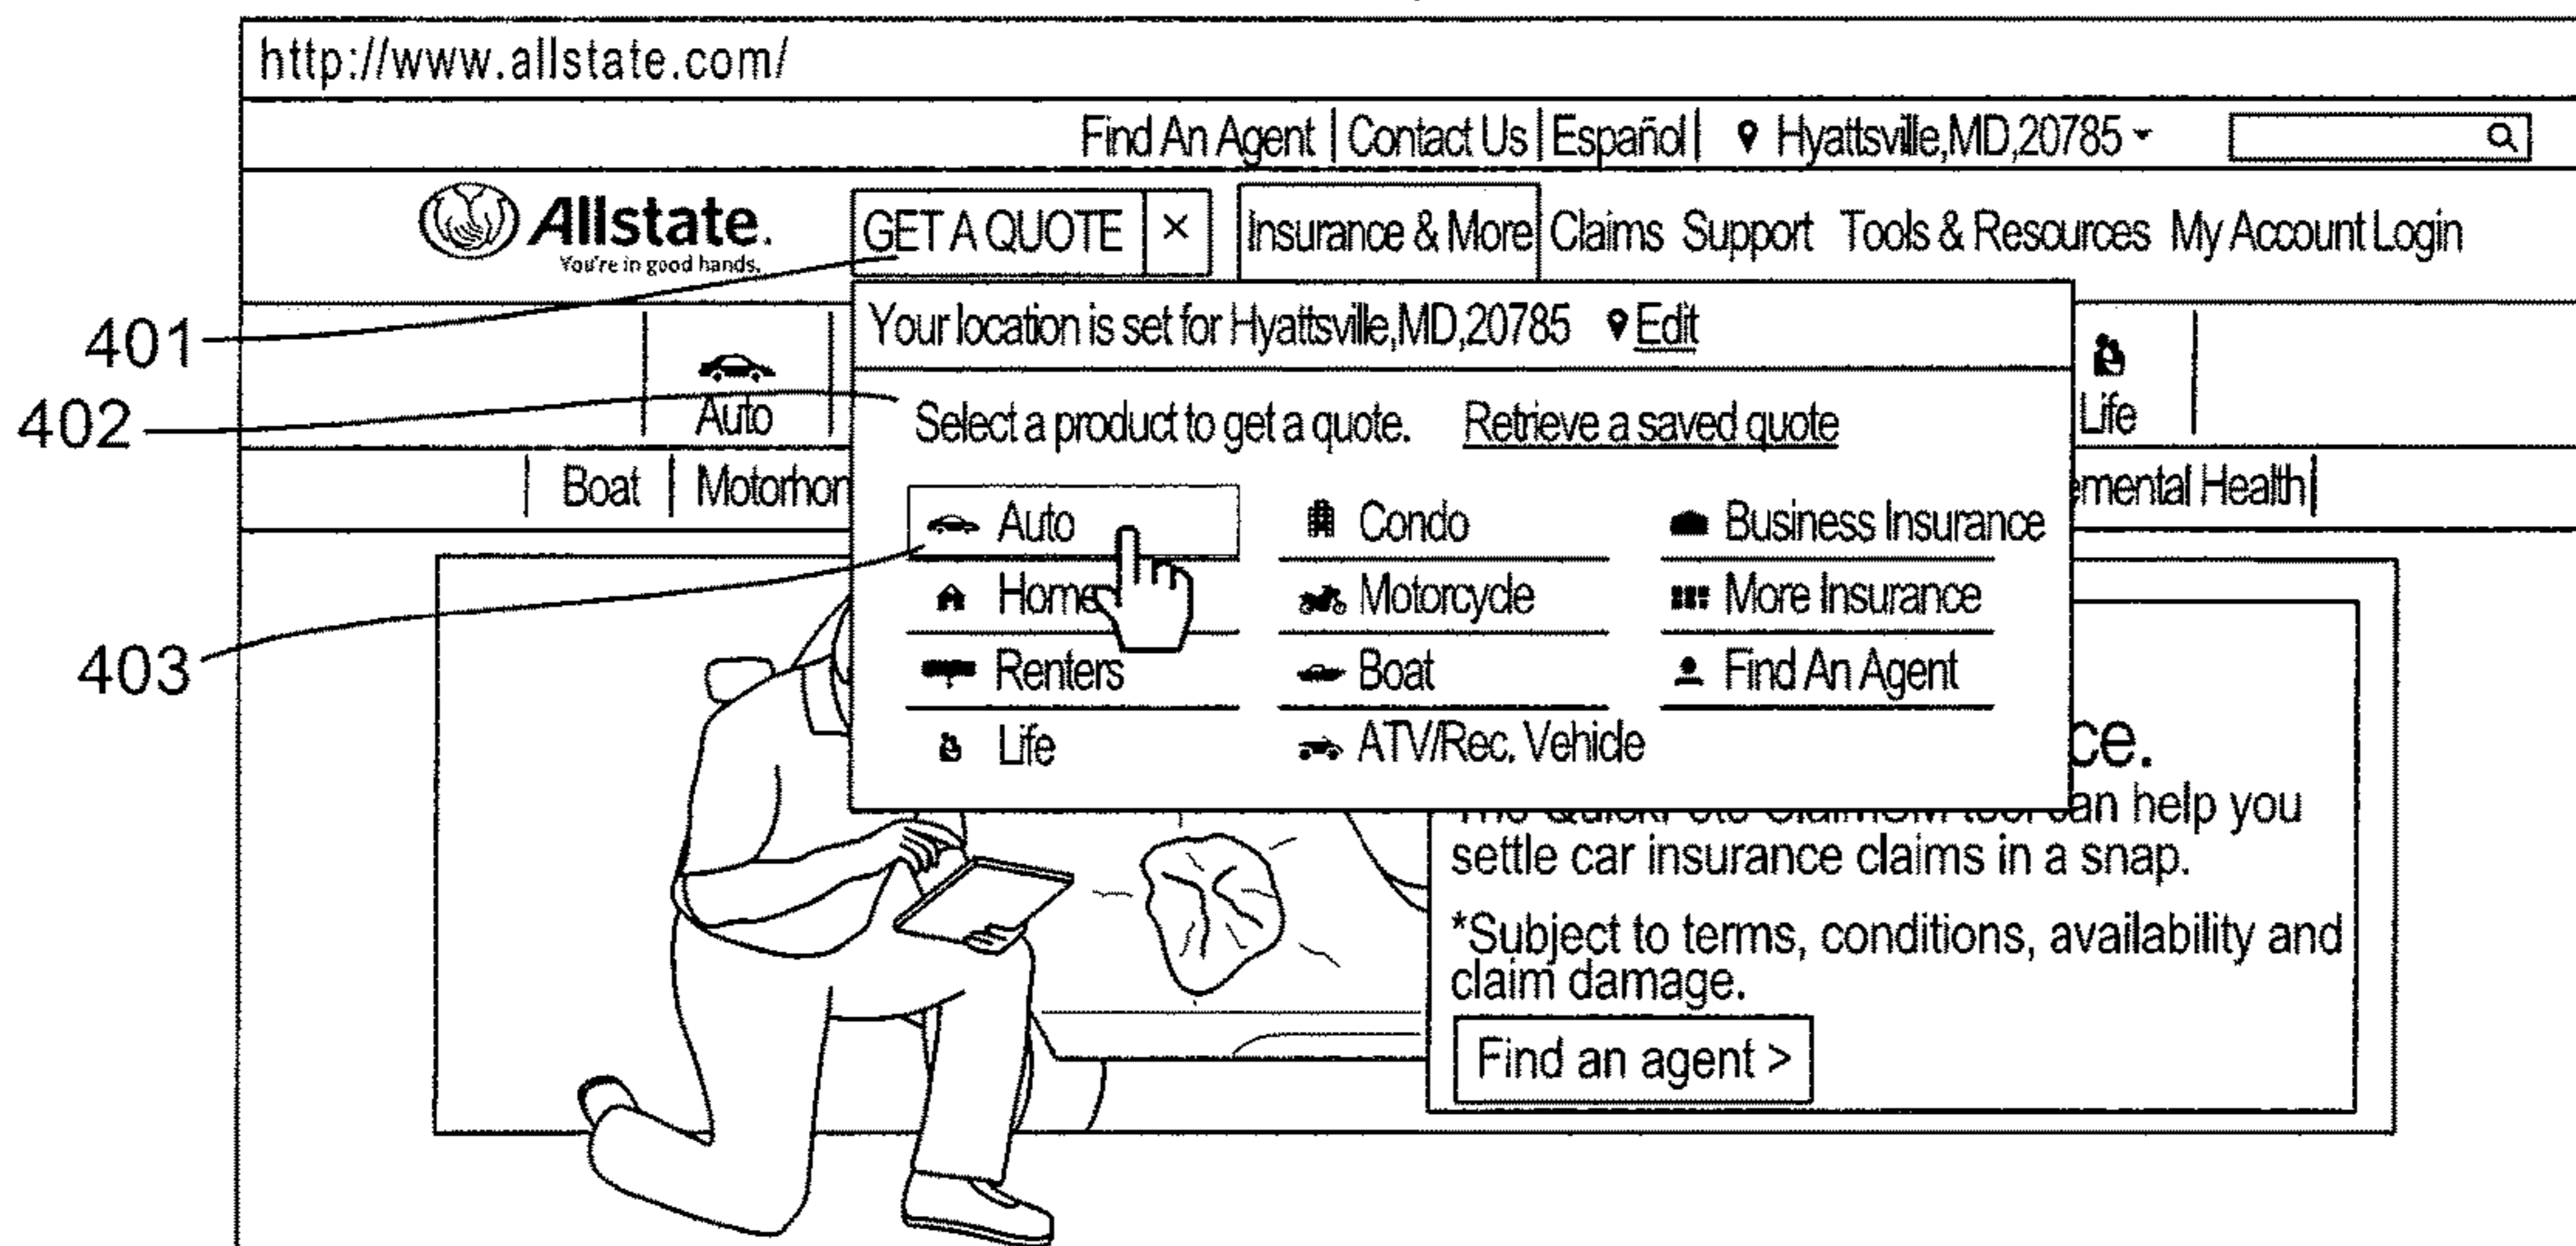 http://www.allstate.com/
Find An Agent | Contact Us | Español | Hyattsville,MD,20785
Allstate.
You're in good hands.
GET A QUOTE × Insurance & More Claims Support Tools & Resources My Account Login
401
Your location is set for Hyattsville,MD,20785 Edit
402
Auto
Select a product to get a quote. Retrieve a saved quote
Life
Boat | Motorhon
emental Health
Auto Condo Business Insurance
Home Motorcycle More Insurance
403
Renters Boat Find An Agent
Life ATV/Rec. Vehicle
ce.
an help you
settle car insurance claims in a snap.
*Subject to terms, conditions, availability and
claim damage.
Find an agent >